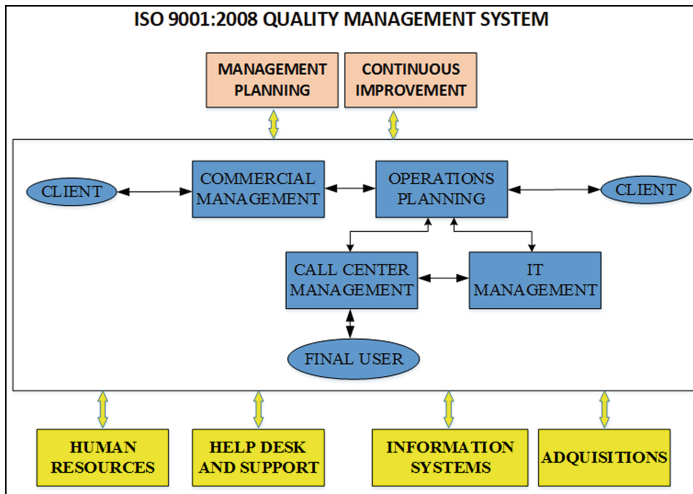 ISO 9001:2008 QUALITY MANAGEMENT SYSTEM
MANAGEMENT
PLANNING
CONTINUOUS
IMPROVEMENT
CLIENT
COMMERCIAL
MANAGEMENT
OPERATIONS
PLANNING
CLIENT
CALL CENTER
MANAGEMENT
IT
MANAGEMENT
FINAL USER
HUMAN
RESOURCES
HELP DESK
AND SUPPORT
INFORMATION
SYSTEMS
ADQUISITIONS